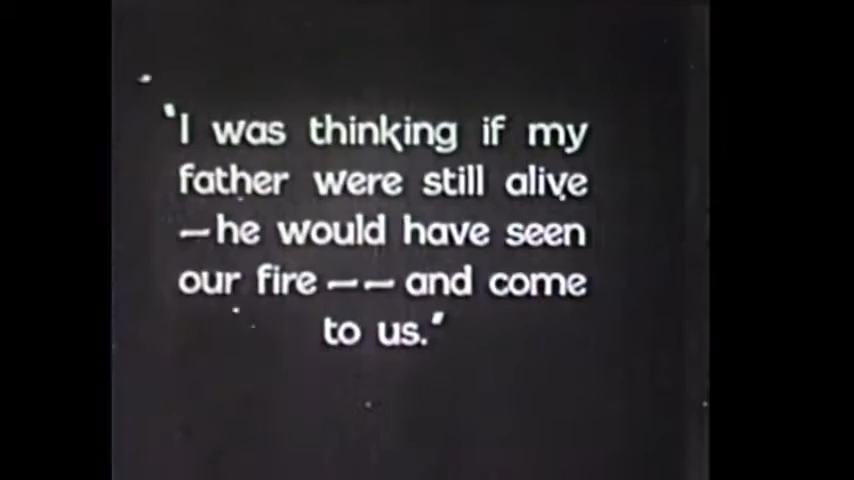 "I was thinking if my
father were still alive
—he would have seen
our fire—— and come
to us."